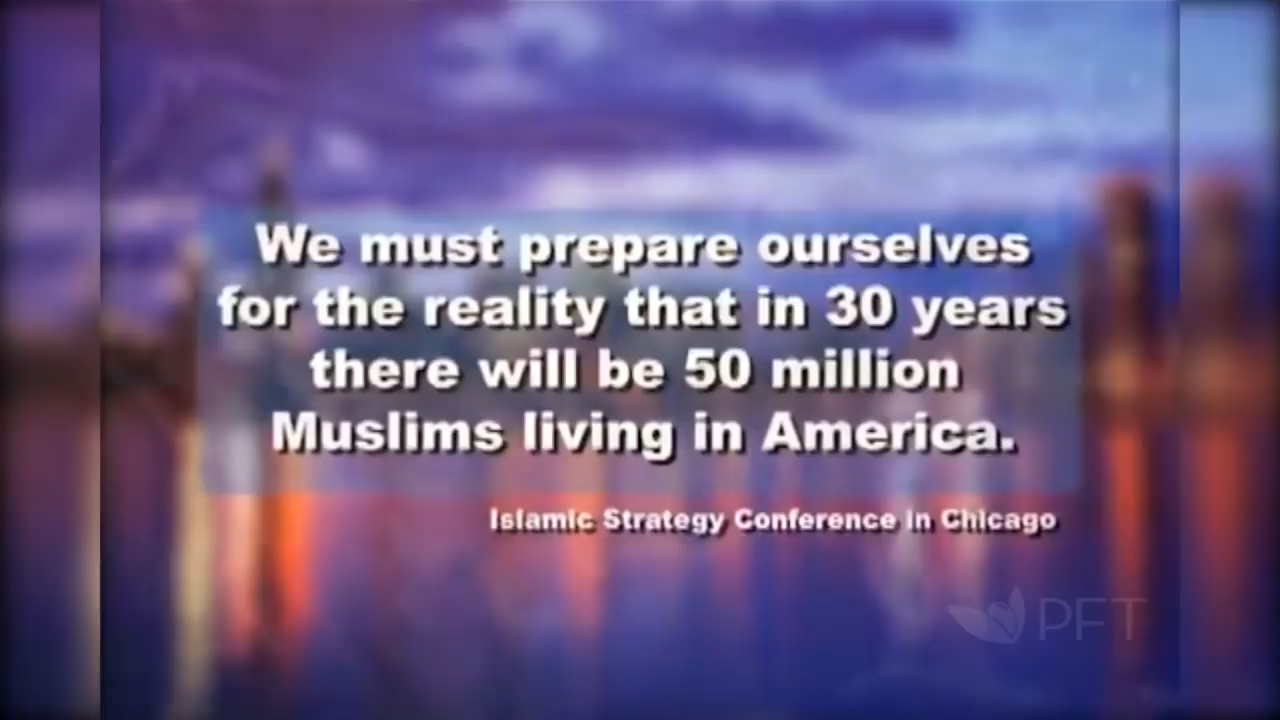 We must prepare ourselves
for the reality that in 30 years
there will be 50 million
Muslims living in America.
Islamic Strategy Conference in Chicago
PFT